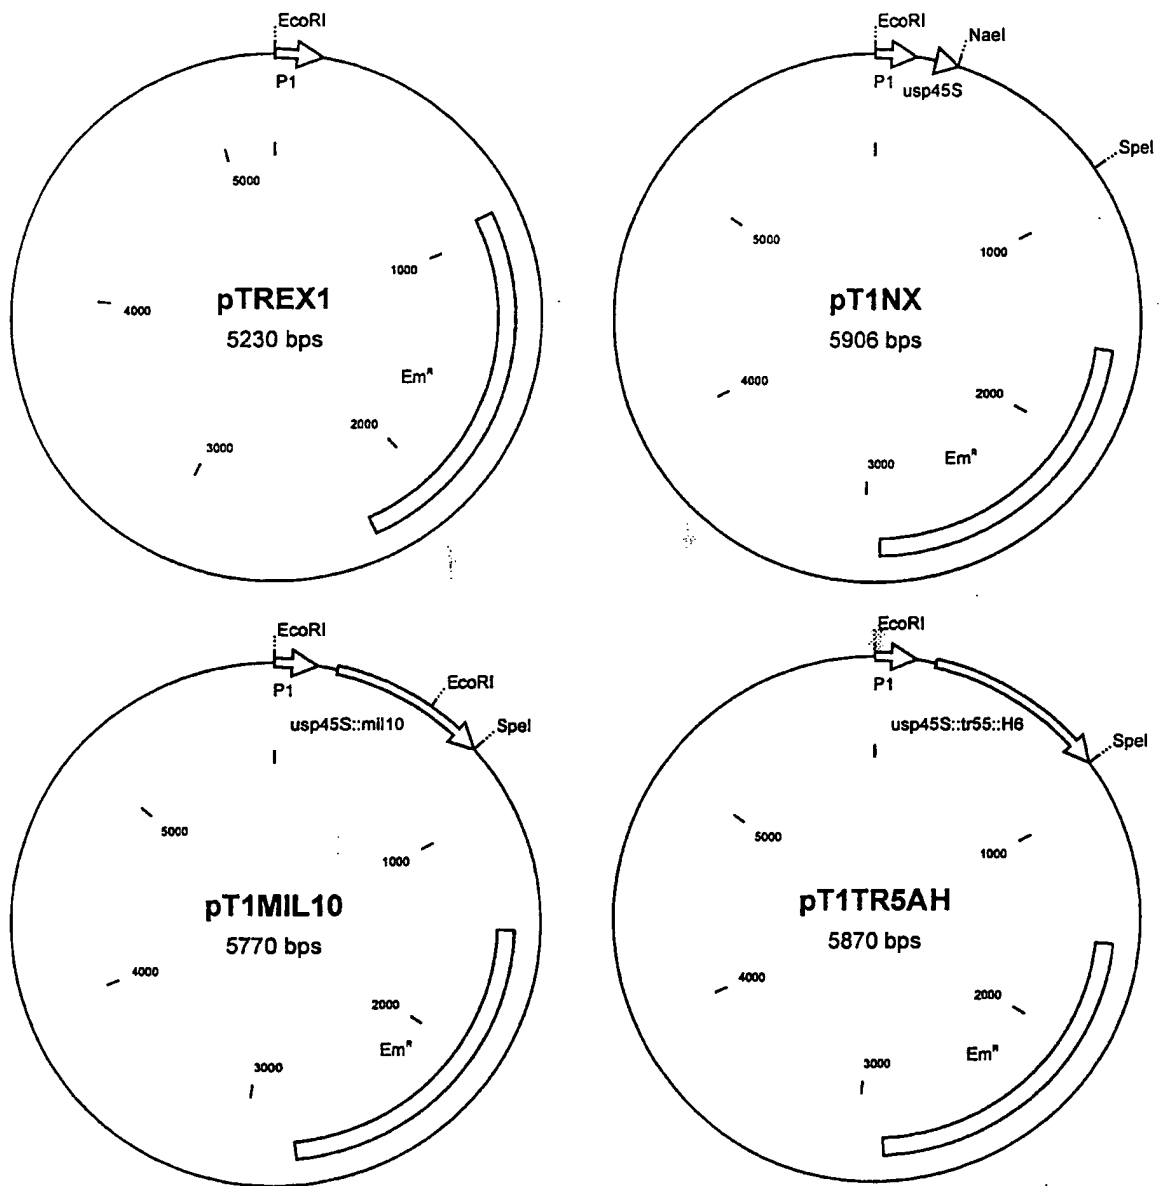 EcoRI
P1
5000
1000
pTREX1
4000
5230 bps
Em^R
2000
3000
EcoRI
NaeI
P1
usp45S
SpeI
5000
1000
pT1NX
5906 bps
4000
2000
3000
Em^R
EcoRI
P1
EcoRI
usp45S::mil10
SpeI
5000
1000
pT1MIL10
5770 bps
4000
2000
Em^R
3000
EcoRI
P1
usp45S::tr55::H6
SpeI
5000
1000
pT1TR5AH
5870 bps
4000
2000
3000
Em^R